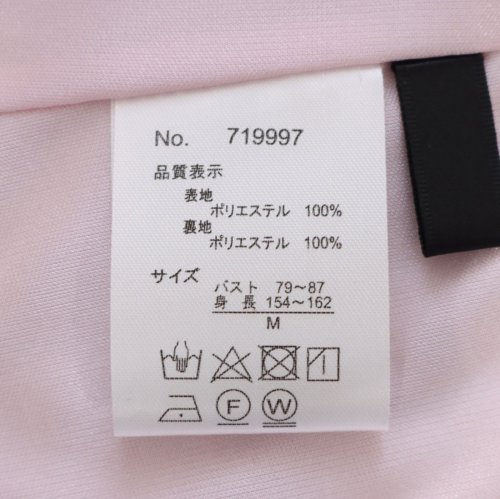 No. 719997
品質表示
表地
ポリエステル 100%
裏地
ポリエステル 100%
サイズ
バスト 79～87
身長 154～162
M
F W